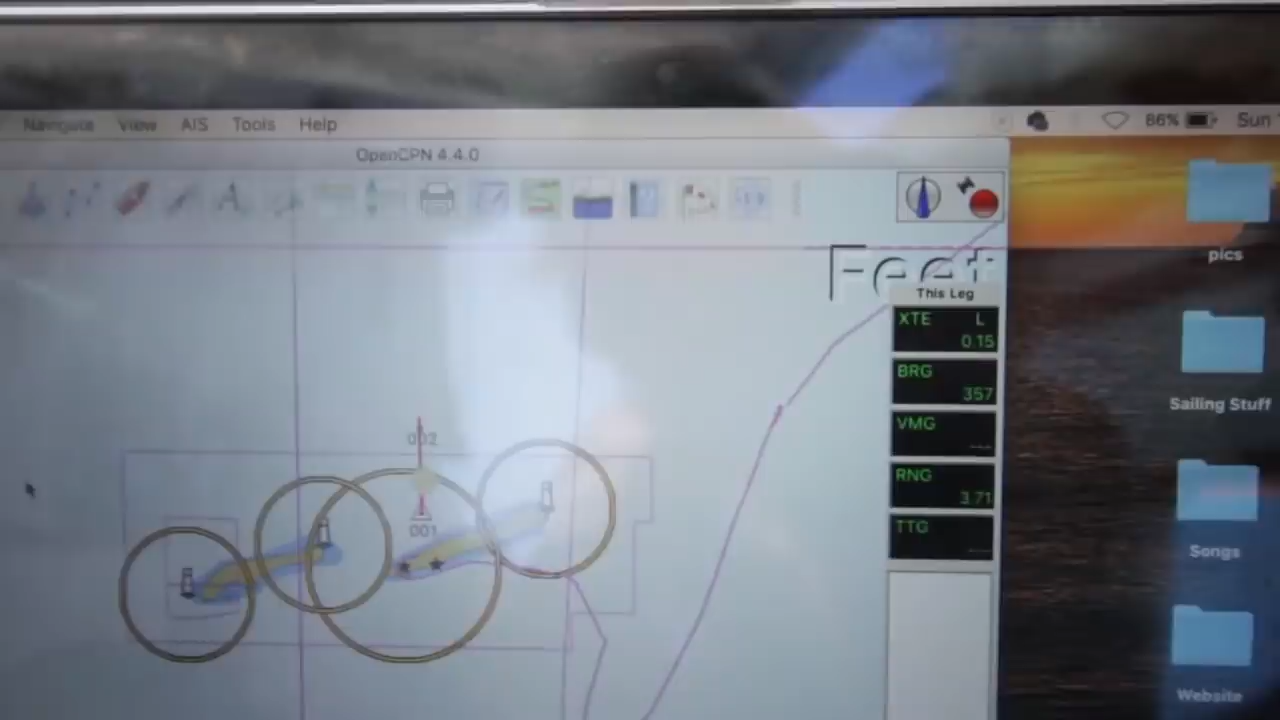 Navigate View AIS Tools Help
86% Sun
OpenCPN 4.4.0
pics
Feet
This Leg
XTE L
0.15
BRG
357
VMG
---
RNG
3.71
TTG
---
002
001
Sailing Stuff
Songs
Website